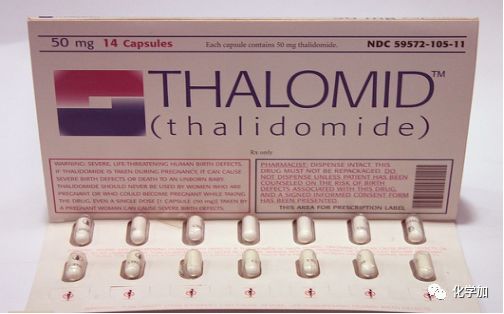 50 mg 14 Capsules
Each capsule contains 50 mg thalidomide.
NDC 59572-105-11
THALOMID™
(thalidomide)
Rx only
WARNING: SEVERE, LIFE-THREATENING HUMAN BIRTH DEFECTS.
IF THALIDOMIDE IS TAKEN DURING PREGNANCY, IT CAN CAUSE
SEVERE BIRTH DEFECTS OR DEATH TO AN UNBORN BABY.
THALIDOMIDE SHOULD NEVER BE USED BY WOMEN WHO ARE
PREGNANT OR WHO COULD BECOME PREGNANT WHILE TAKING
THE DRUG. EVEN A SINGLE DOSE [1 CAPSULE (50 mg)] TAKEN BY
A PREGNANT WOMAN CAN CAUSE SEVERE BIRTH DEFECTS.
PHARMACIST: DISPENSE INTACT. THIS
DRUG MUST NOT BE REPACKAGED. DO
NOT DISPENSE UNLESS PATIENT HAS BEEN
COUNSELED ON THE RISK OF BIRTH
DEFECTS ASSOCIATED WITH THIS DRUG,
AND A SIGNED INFORMED CONSENT FORM
HAS BEEN PRESENTED.
THIS AREA FOR PRESCRIPTION LABEL
化学加